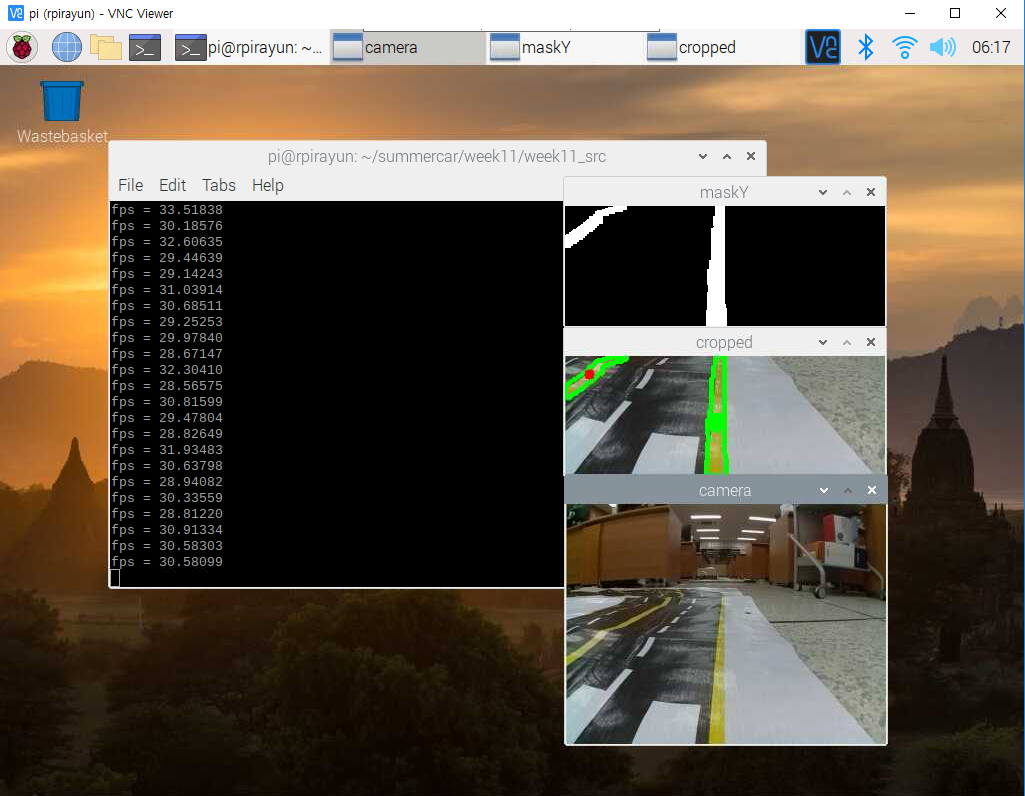 pi (rpirayun) - VNC Viewer
pi@rpirayun: ~... camera maskY cropped 06:17
Wastebasket
pi@rpirayun: ~/summercar/week11/week11_src
File Edit Tabs Help
fps = 33.51838
fps = 30.18576
fps = 32.60635
fps = 29.44639
fps = 29.14243
fps = 31.03914
fps = 30.68511
fps = 29.25253
fps = 29.97840
fps = 28.67147
fps = 32.30410
fps = 28.56575
fps = 30.81599
fps = 29.47804
fps = 28.82649
fps = 31.93483
fps = 30.63798
fps = 28.94082
fps = 30.33559
fps = 28.81220
fps = 30.91334
fps = 30.58303
fps = 30.58099
maskY
cropped
camera